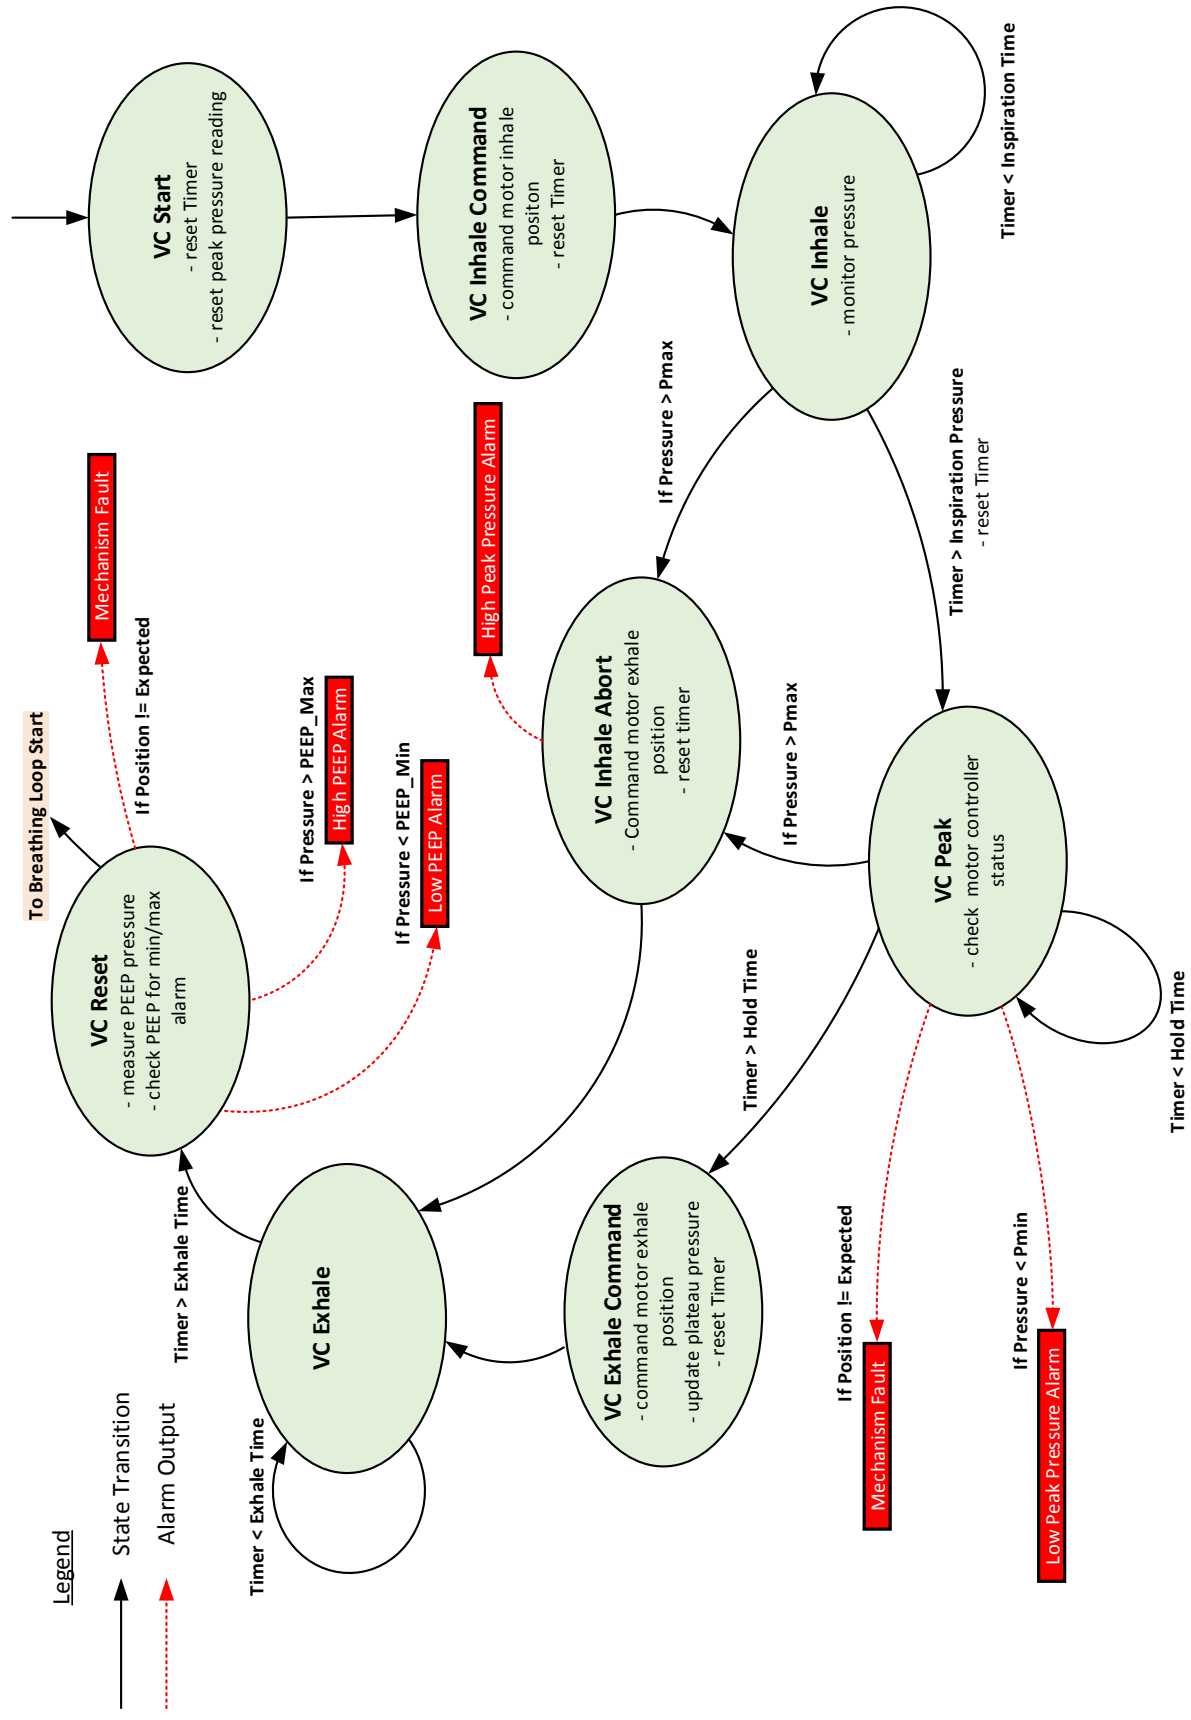 Legend
State Transition
Alarm Output
VC Start
- reset Timer
- reset peak pressure reading
VC Inhale Command
- command motor inhale
positon
- reset Timer
VC Inhale
- monitor pressure
Timer < Inspiration Time
If Pressure > Pmax
Timer > Inspiration Pressure
- reset Timer
VC Inhale Abort
- Command motor exhale
position
- reset timer
High Peak Pressure Alarm
If Pressure > Pmax
VC Peak
- check  motor controller
status
Timer < Hold Time
Timer > Hold Time
If Position != Expected
Mechanism Fault
If Pressure < Pmin
Low Peak Pressure Alarm
VC Exhale Command
- command motor exhale
position
- update plateau pressure
- reset Timer
VC Exhale
Timer < Exhale Time
Timer > Exhale Time
VC Reset
- measure PEEP pressure
- check PEEP for min/max
alarm
To Breathing Loop Start
If Position != Expected
Mechanism Fault
If Pressure > PEEP_Max
High PEEP Alarm
If Pressure < PEEP_Min
Low PEEP Alarm